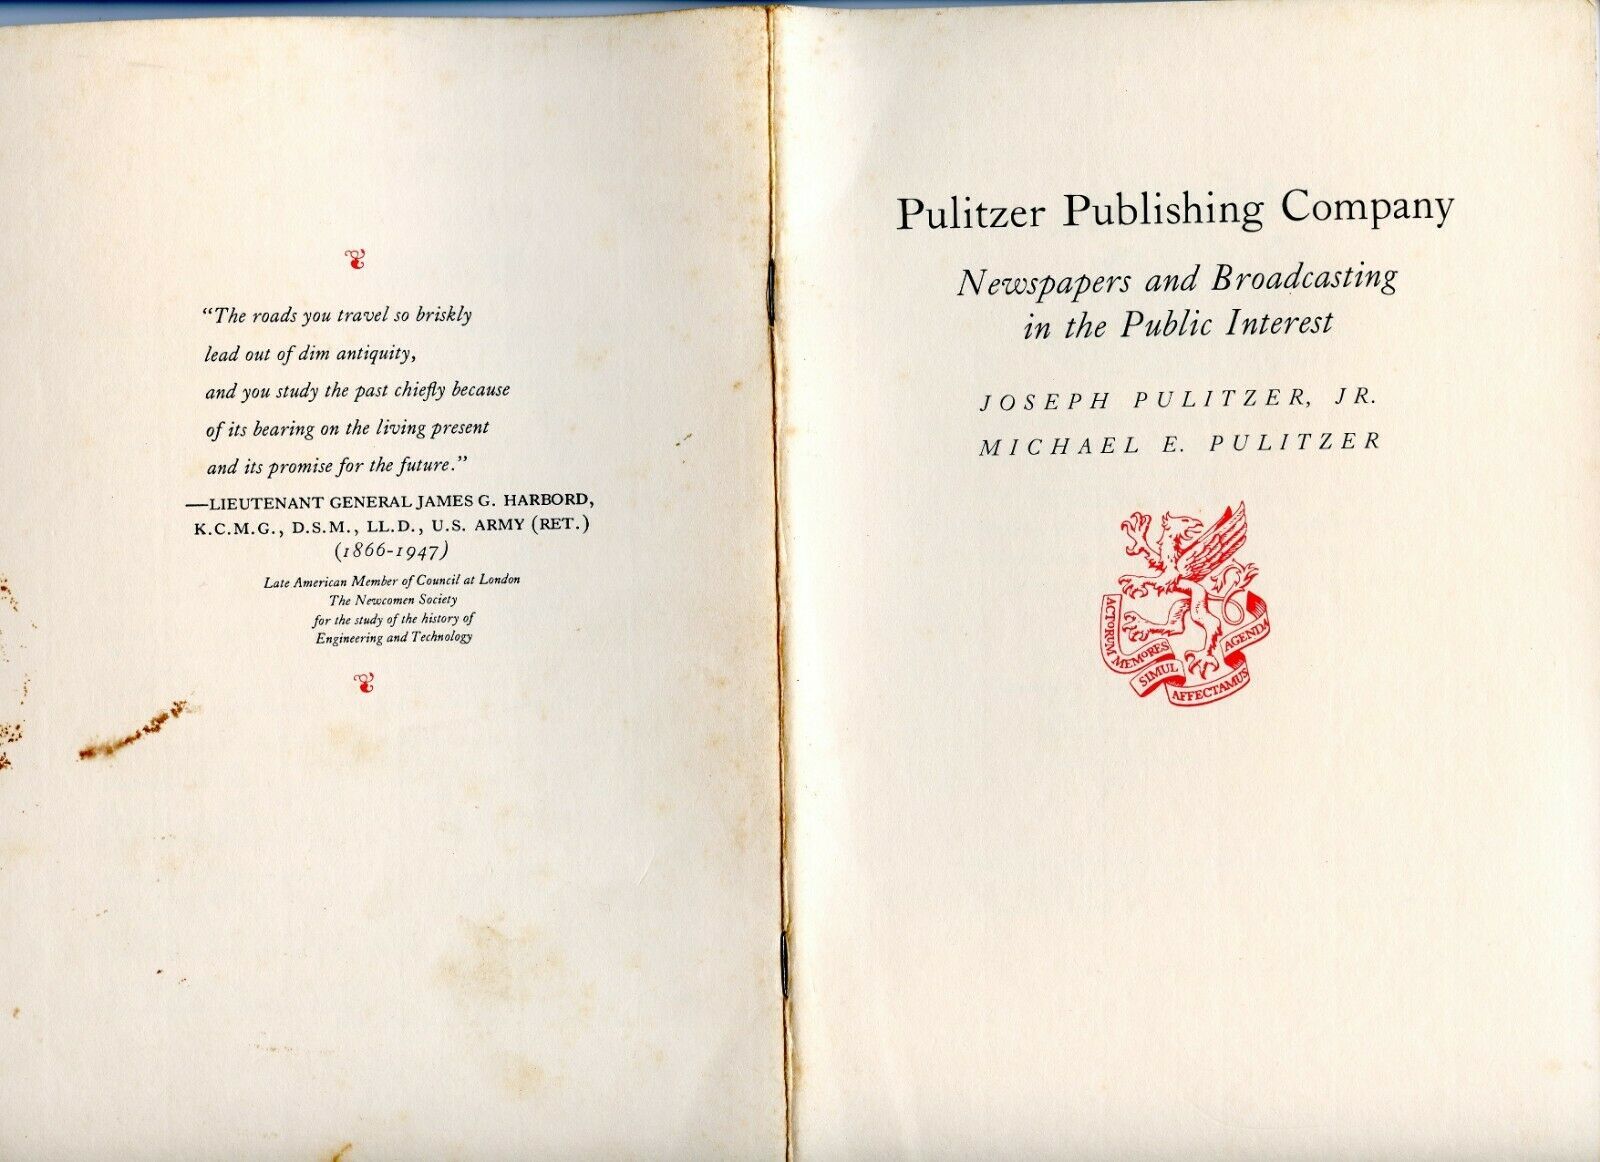 “The roads you travel so briskly
lead out of dim antiquity,
and you study the past chiefly because
of its bearing on the living present
and its promise for the future.”
—LIEUTENANT GENERAL JAMES G. HARBORD,
K.C.M.G., D.S.M., LL.D., U.S. ARMY (RET.)
(1866-1947)
Late American Member of Council at London
The Newcomen Society
for the study of the history of
Engineering and Technology
Pulitzer Publishing Company
Newspapers and Broadcasting
in the Public Interest
JOSEPH PULITZER, JR.
MICHAEL E. PULITZER
ACTORUM
MEMORES
SIMUL
AFFECTAMUS
AGENDA